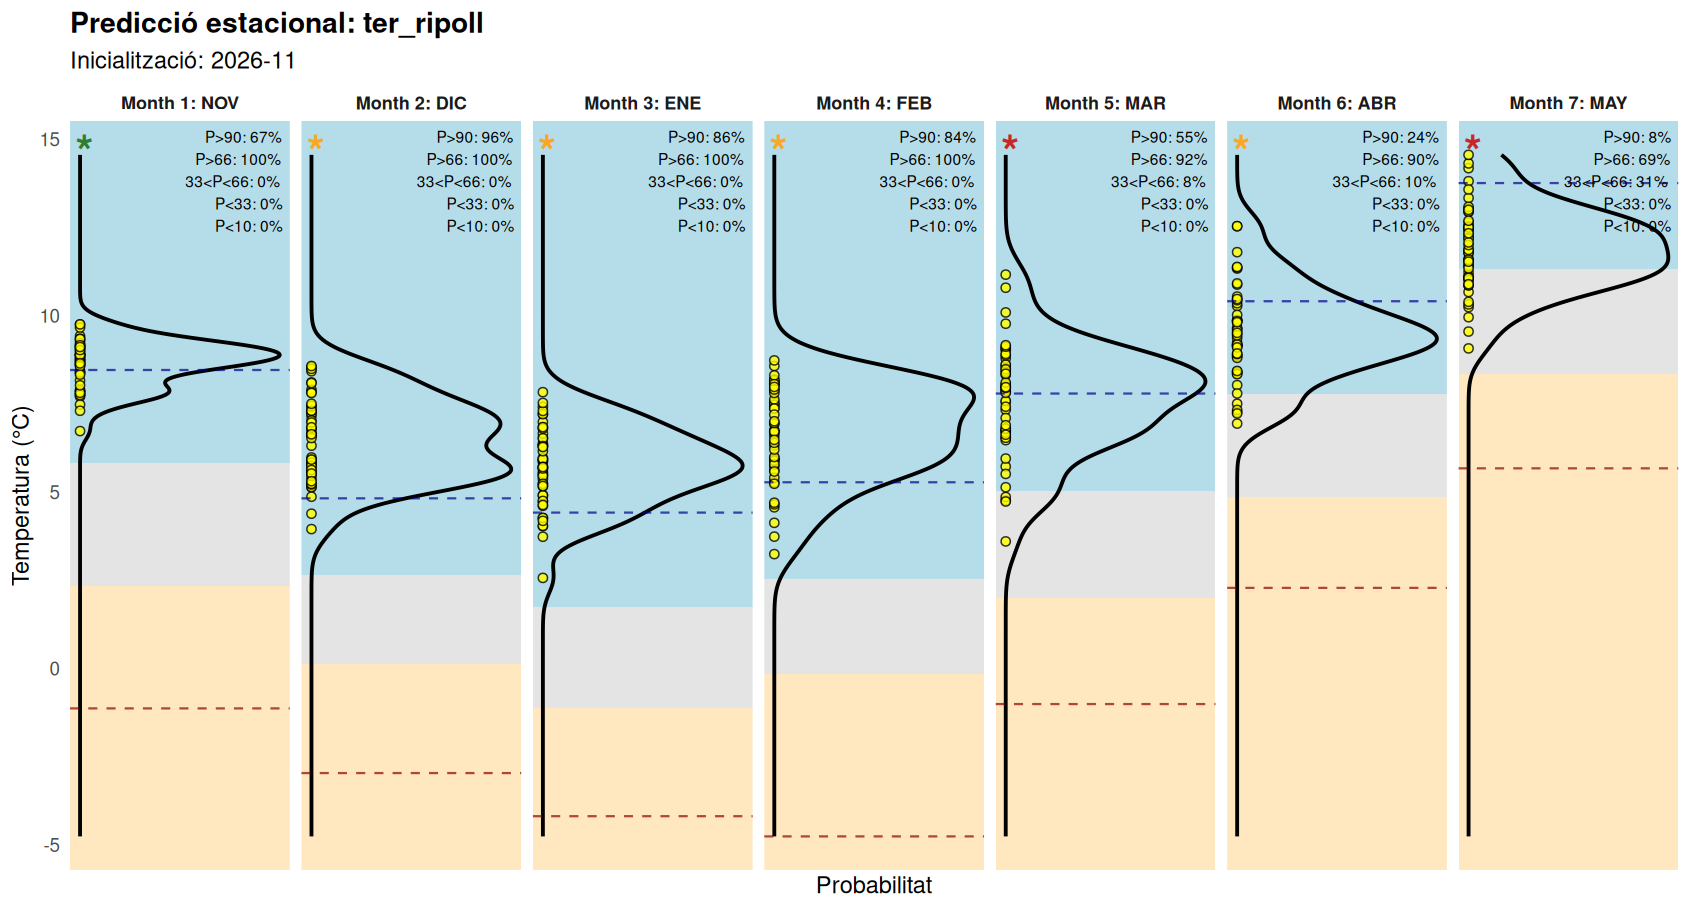 Predicció estacional: ter_ripoll
Inicialització: 2026-11
Month 1: NOV
Month 2: DIC
Month 3: ENE
Month 4: FEB
Month 5: MAR
Month 6: ABR
Month 7: MAY
P>90: 67%
P>66: 100%
33<P<66: 0%
P<33: 0%
P<10: 0%
P>90: 96%
P>66: 100%
33<P<66: 0%
P<33: 0%
P<10: 0%
P>90: 86%
P>66: 100%
33<P<66: 0%
P<33: 0%
P<10: 0%
P>90: 84%
P>66: 100%
33<P<66: 0%
P<33: 0%
P<10: 0%
P>90: 55%
P>66: 92%
33<P<66: 8%
P<33: 0%
P<10: 0%
P>90: 24%
P>66: 90%
33<P<66: 10%
P<33: 0%
P<10: 0%
P>90: 8%
P>66: 69%
33<P<66: 31%
P<33: 0%
P<10: 0%
15
10
5
0
-5
Temperatura (°C)
Probabilitat